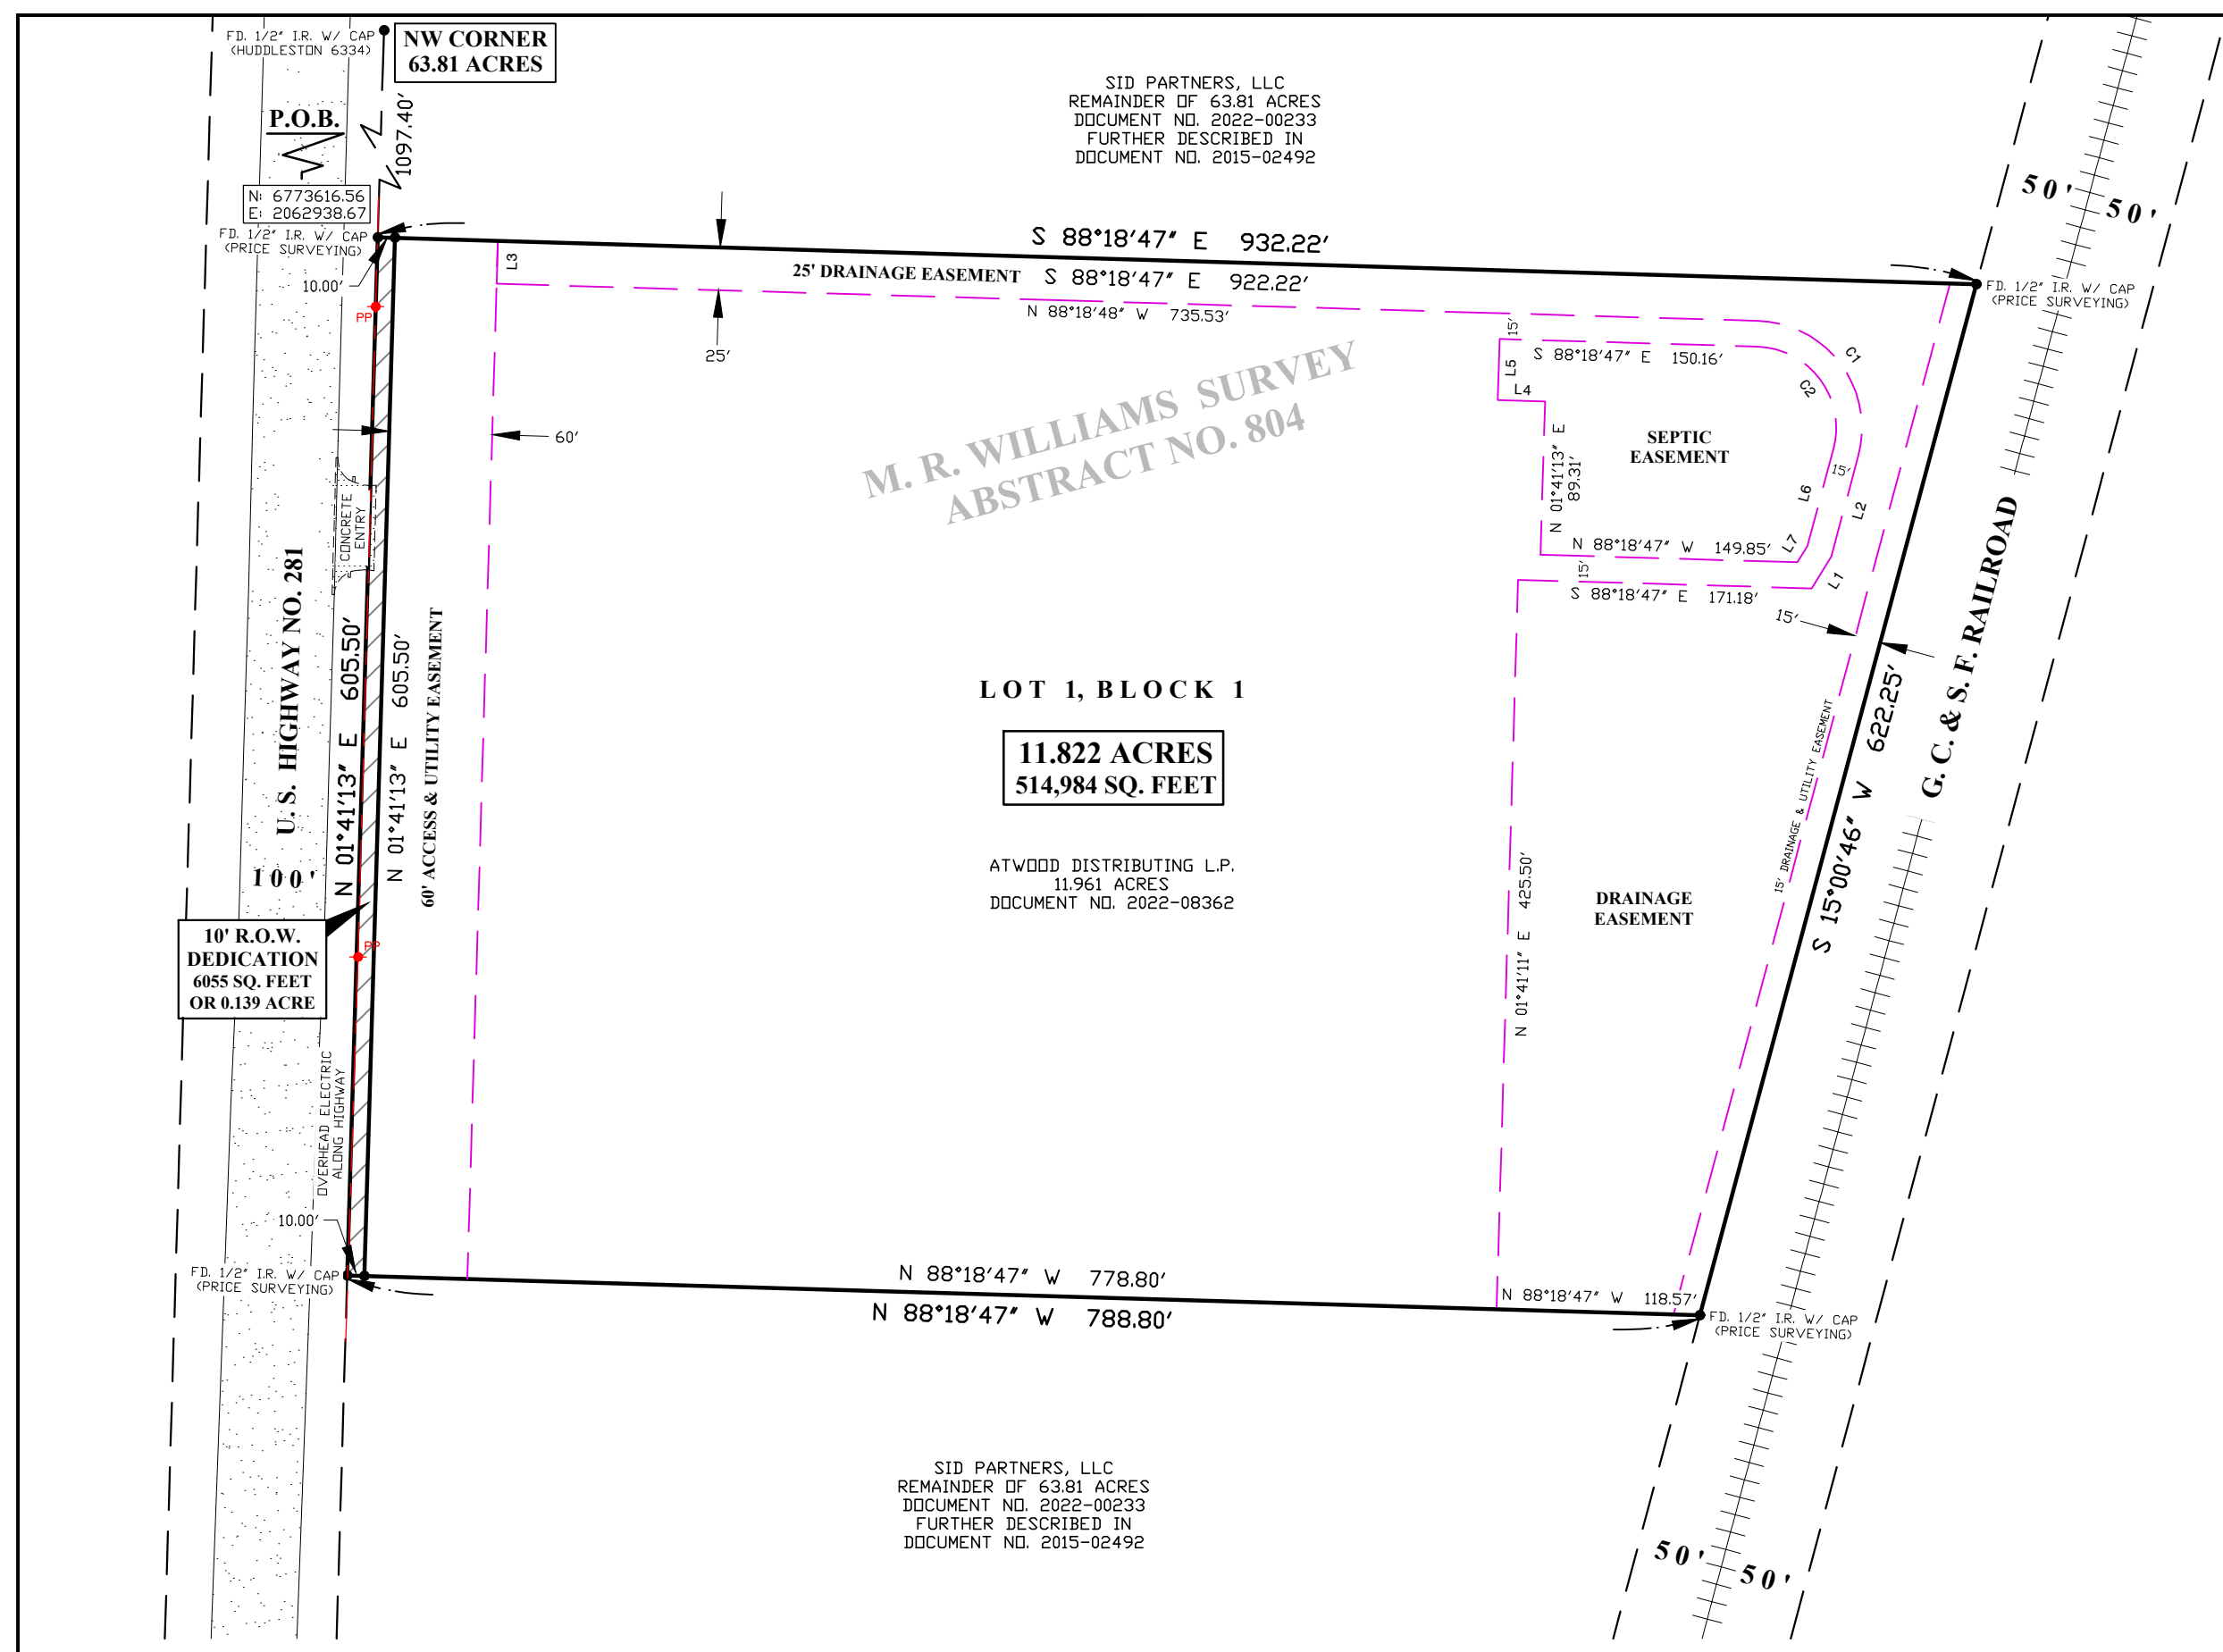 FD. 1/2" I.R. W/ CAP
(HUDDLESTON 6334)
NW CORNER
63.81 ACRES
P.O.B.
1097.40'
N: 6773616.56
E: 2062938.67
FD. 1/2" I.R. W/ CAP
(PRICE SURVEYING)
10.00'
PP
SID PARTNERS, LLC
REMAINDER OF 63.81 ACRES
DOCUMENT NO. 2022-00233
FURTHER DESCRIBED IN
DOCUMENT NO. 2015-02492
50'
50'
S 88°18'47" E 932.22'
25' DRAINAGE EASEMENT S 88°18'47" E 922.22'
N 88°18'48" W 735.53'
L3
25'
60'
FD. 1/2" I.R. W/ CAP
(PRICE SURVEYING)
15'
S 88°18'47" E 150.16'
L5
L4
C1
C2
M. R. WILLIAMS SURVEY
ABSTRACT NO. 804
SEPTIC
EASEMENT
N 01°41'13" E
89.31'
15'
L6
L2
N 88°18'47" W 149.85'
L7
15'
L1
S 88°18'47" E 171.18'
15'
CONCRETE
ENTRY
U.S. HIGHWAY NO. 281
100'
N 01°41'13" E 605.50'
N 01°41'13" E 605.50'
60' ACCESS & UTILITY EASEMENT
LOT 1, BLOCK 1
11.822 ACRES
514,984 SQ. FEET
ATWOOD DISTRIBUTING L.P.
11.961 ACRES
DOCUMENT NO. 2022-08362
N 01°41'11" E 425.50'
DRAINAGE
EASEMENT
15' DRAINAGE & UTILITY EASEMENT
S 15°00'46" W 622.25'
G. C. & S. F. RAILROAD
10' R.O.W.
DEDICATION
6055 SQ. FEET
OR 0.139 ACRE
PP
OVERHEAD ELECTRIC
ALONG HIGHWAY
10.00'
FD. 1/2" I.R. W/ CAP
(PRICE SURVEYING)
N 88°18'47" W 778.80'
N 88°18'47" W 788.80'
N 88°18'47" W 118.57'
FD. 1/2" I.R. W/ CAP
(PRICE SURVEYING)
SID PARTNERS, LLC
REMAINDER OF 63.81 ACRES
DOCUMENT NO. 2022-00233
FURTHER DESCRIBED IN
DOCUMENT NO. 2015-02492
50'
50'